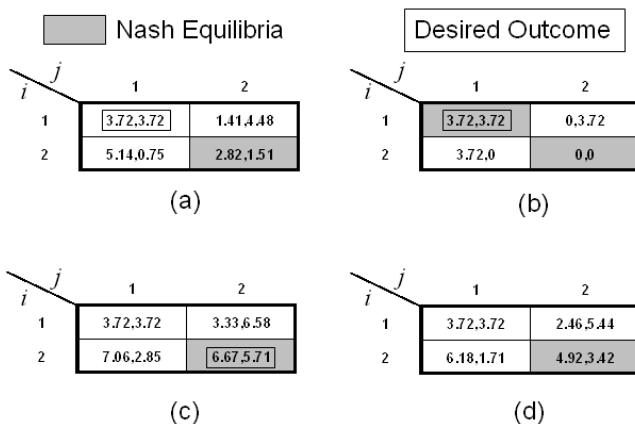 Nash Equilibria
Desired Outcome
j
i
1 2
1 3.72,3.72 1.41,4.48
2 5.14,0.75 2.82,1.51
(a)
j
i
1 2
1 3.72,3.72 0,3.72
2 3.72,0 0,0
(b)
j
i
1 2
1 3.72,3.72 3.33,6.58
2 7.06,2.85 6.67,5.71
(c)
j
i
1 2
1 3.72,3.72 2.46,5.44
2 6.18,1.71 4.92,3.42
(d)